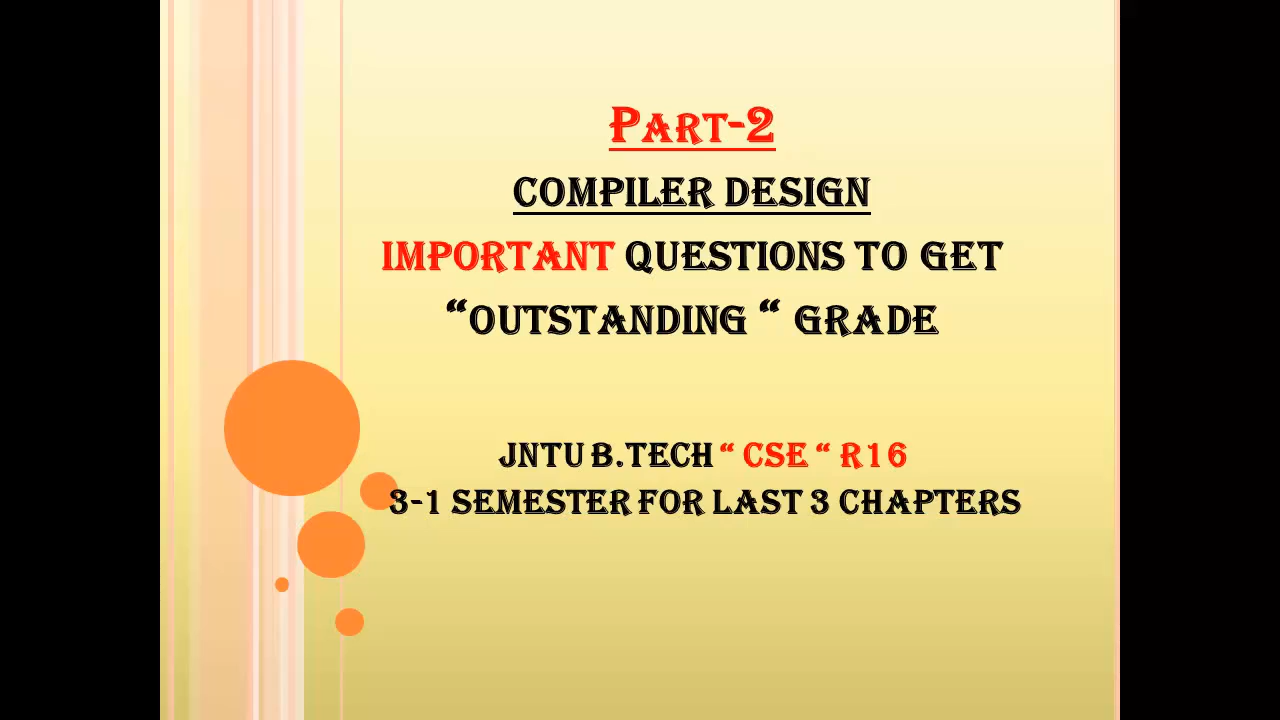 Part-2
COMPILER DESIGN
IMPORTANT QUESTIONS TO GET
“OUTSTANDING “ GRADE
JNTU B.TECH “ CSE “ R16
3-1 SEMESTER FOR LAST 3 CHAPTERS